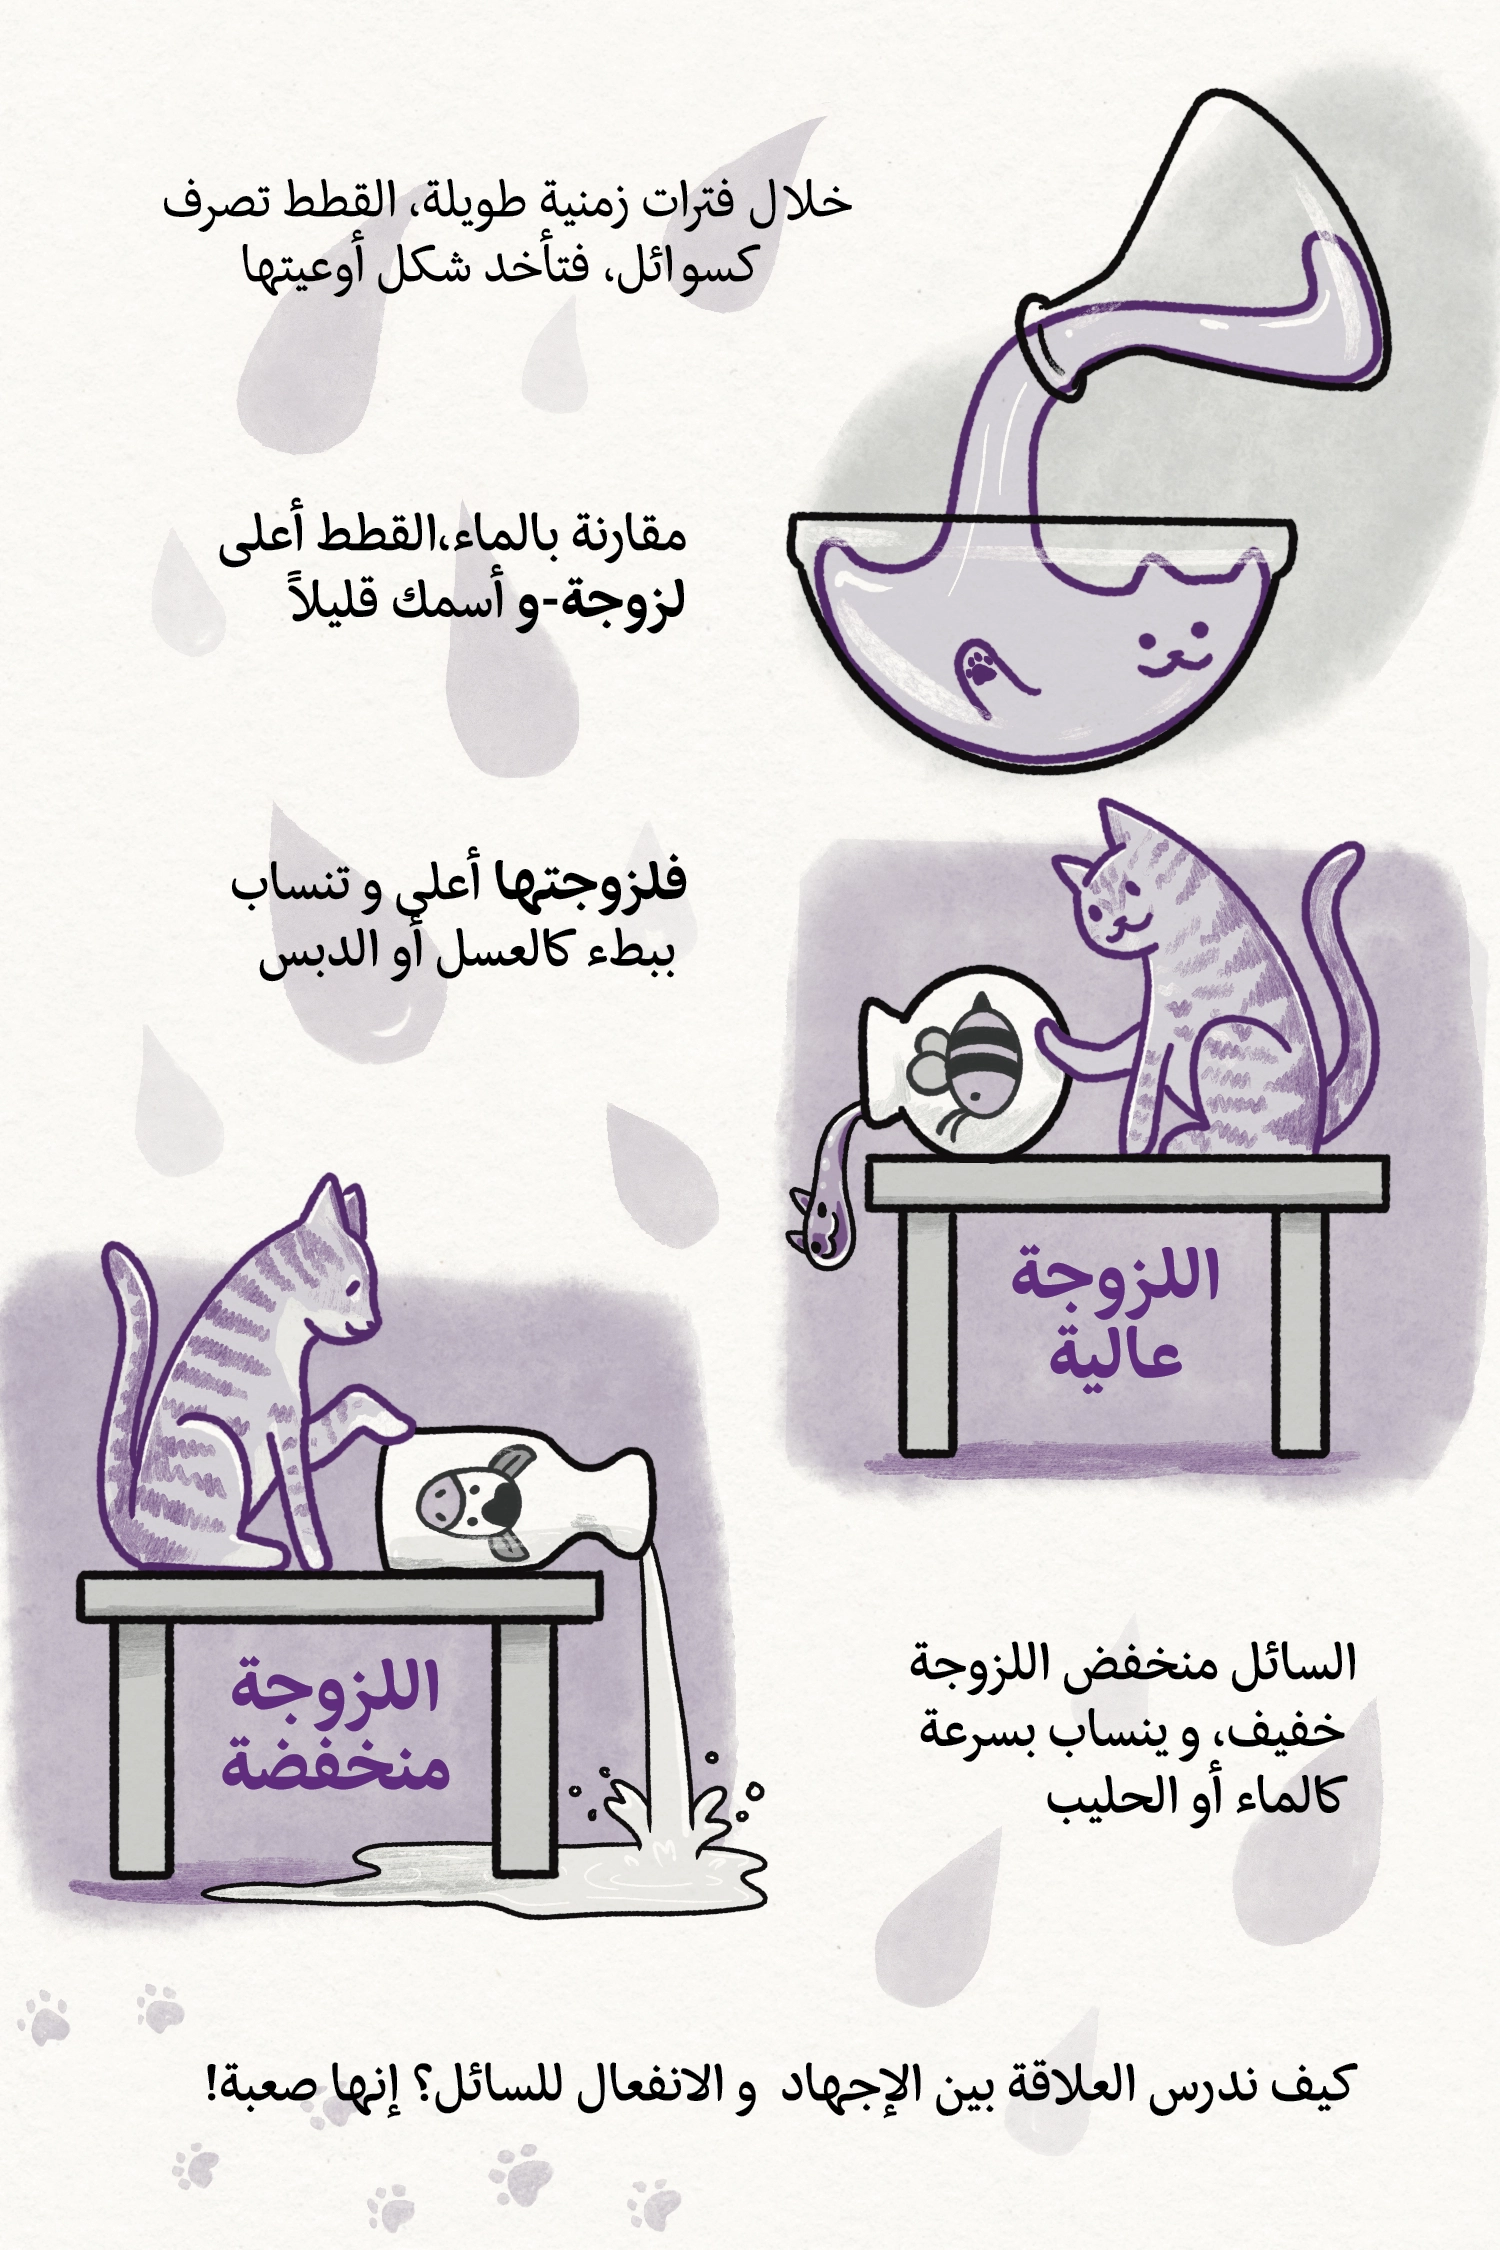 خلال فترات زمنية طويلة، القطط تصرف
كسوائل، فتأخد شكل أوعيتها
مقارنة بالماء،القطط أعلى
لزوجة-و أسمك قليلاً
فلزوجتها أعلى و تنساب
ببطء كالعسل أو الدبس
اللزوجة
عالية
اللزوجة
منخفضة
السائل منخفض اللزوجة
خفيف، و ينساب بسرعة
كالماء أو الحليب
كيف ندرس العلاقة بين الإجهاد و الانفعال للسائل؟ إنها صعبة!